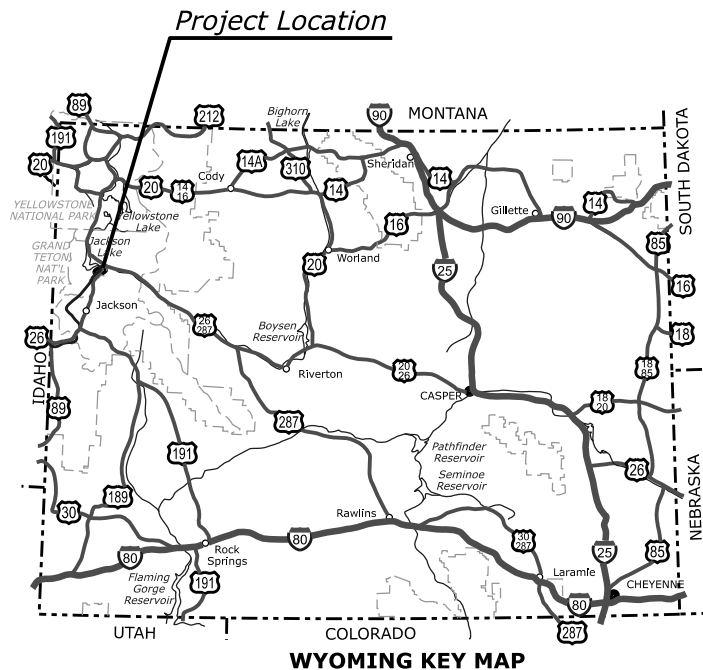 Project Location
89
212
Bighorn
Lake
90
MONTANA
SOUTH DAKOTA
191
20
14A
310
Sheridan
14
Cody
20
14
16
14
14
Gillette
90
YELLOWSTONE
NATIONAL PARK
Yellowstone
Lake
16
85
GRAND
TETON
NAT'L
PARK
Jackson
Lake
20
Worland
25
16
Jackson
26
287
Boysen
Reservoir
26
18
IDAHO
Riverton
20
26
18
85
CASPER
18
20
89
287
191
Pathfinder
Reservoir
Seminoe
Reservoir
26
NEBRASKA
30
189
Rawlins
80
80
Rock
Springs
30
287
25
85
Flaming
Gorge
Reservoir
191
Laramie
80
CHEYENNE
UTAH
COLORADO
287
WYOMING KEY MAP